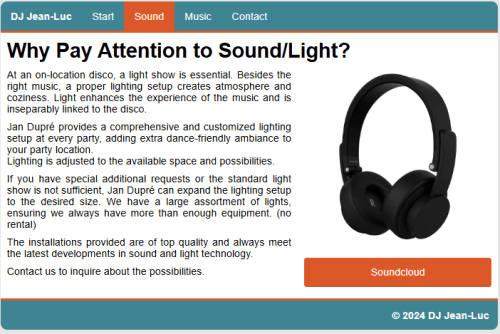 DJ Jean-Luc Start Sound Music Contact
Why Pay Attention to Sound/Light?
At an on-location disco, a light show is essential. Besides the
right music, a proper lighting setup creates atmosphere and
coziness. Light enhances the experience of the music and is
inseparably linked to the disco.
Jan Dupré provides a comprehensive and customized lighting
setup at every party, adding extra dance-friendly ambiance to
your party location.
Lighting is adjusted to the available space and possibilities.
If you have special additional requests or the standard light
show is not sufficient, Jan Dupré can expand the lighting setup
to the desired size. We have a large assortment of lights,
ensuring we always have more than enough equipment. (no
rental)
The installations provided are of top quality and always meet
the latest developments in sound and light technology.
Contact us to inquire about the possibilities.
Soundcloud
© 2024 DJ Jean-Luc